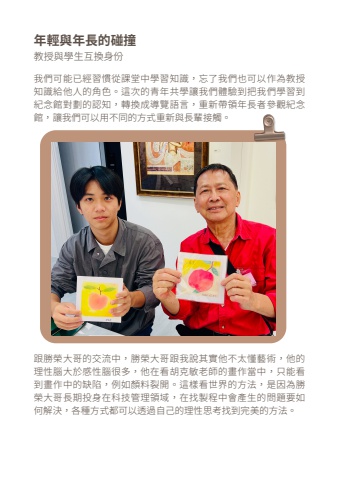 年輕與年長的碰撞
教授與學生互換身份
我們可能已經習慣從課堂中學習知識，忘了我們也可以作為教授
知識給他人的角色。這次的青年共學讓我們體驗到把我們學習到
紀念館對劃的認知，轉換成導覽語言，重新帶領年長者參觀紀念
館，讓我們可以用不同的方式重新與長輩接觸。
跟勝榮大哥的交流中，勝榮大哥跟我說其實他不太懂藝術，他的
理性腦大於感性腦很多，他在看胡克敏老師的畫作當中，只能看
到畫作中的缺陷，例如顏料裂開。這樣看世界的方法，是因為勝
榮大哥長期投身在科技管理領域，在找製程中會產生的問題要如
何解決，各種方式都可以透過自己的理性思考找到完美的方法。